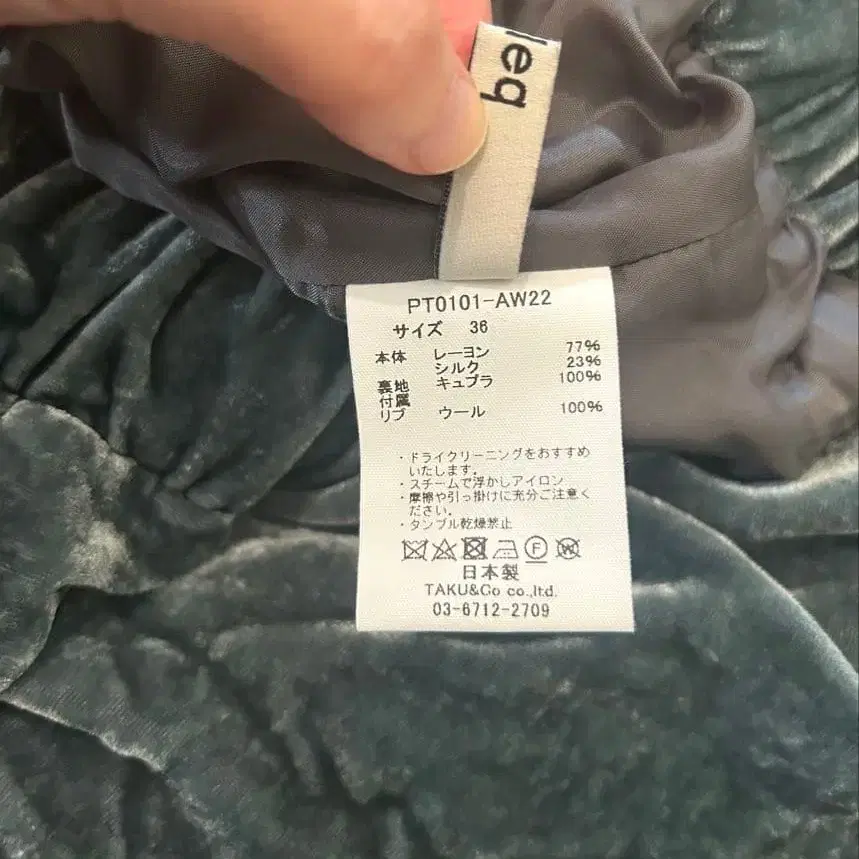 leq
PT0101-AW22
サイズ 36
本体 レーヨン 77%
シルク 23%
裏地 キュプラ 100%
付属
リブ ウール 100%
・ドライクリーニングをおすすめ
いたします。
・スチームで浮かしアイロン
・摩擦や引っ掛けに充分ご注意く
ださい。
・タンブル乾燥禁止
F W
日本製
TAKU&Co co.,ltd.
03-6712-2709